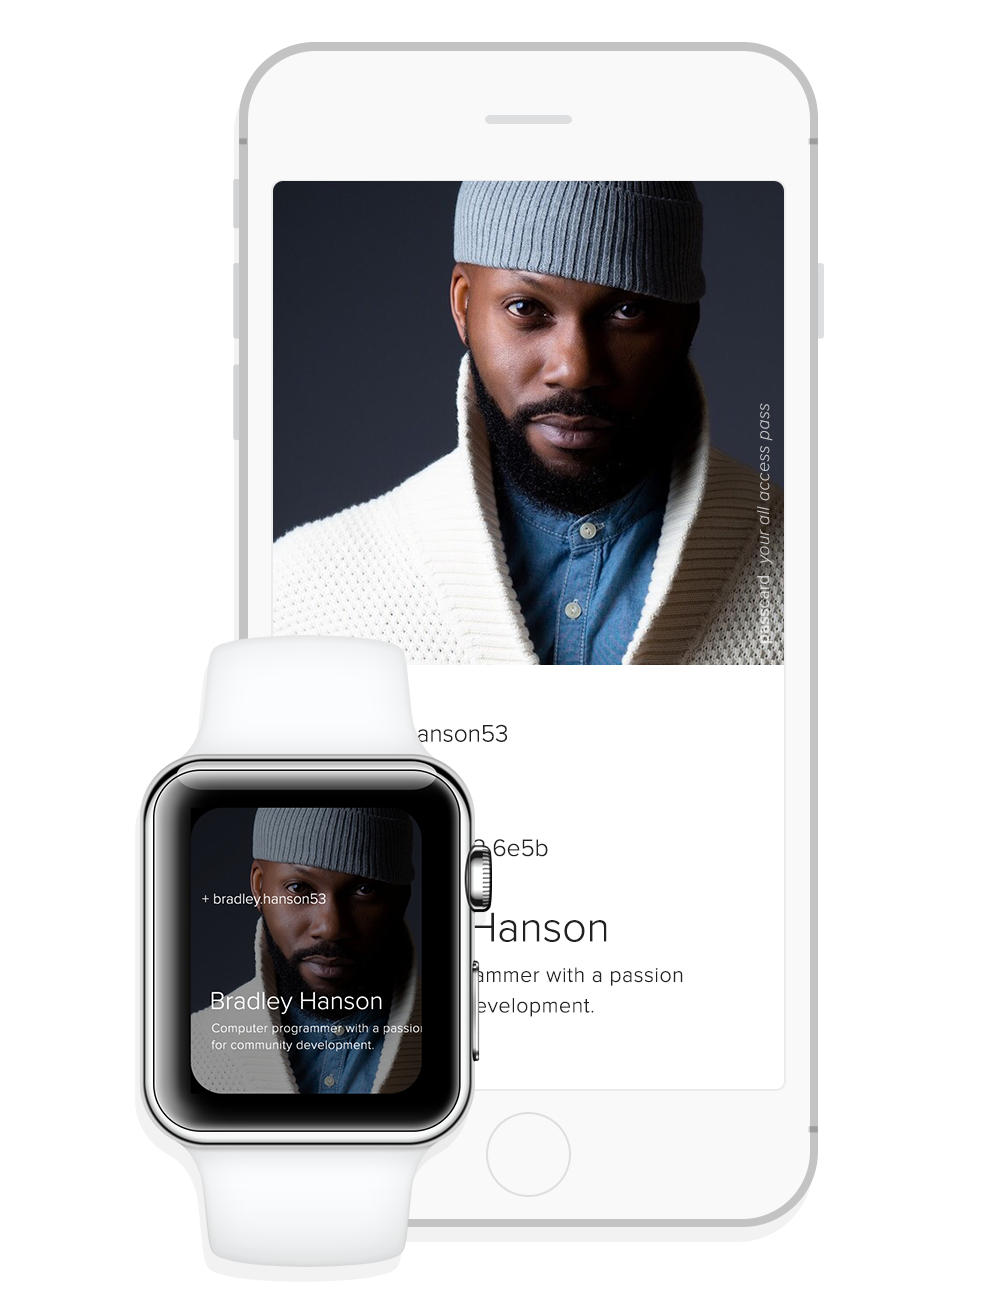 passcard your all access pass
anson53
6e5b
Hanson
ammer with a passion
evelopment.
+ bradley.hanson53
Bradley Hanson
Computer programmer with a passion
for community development.